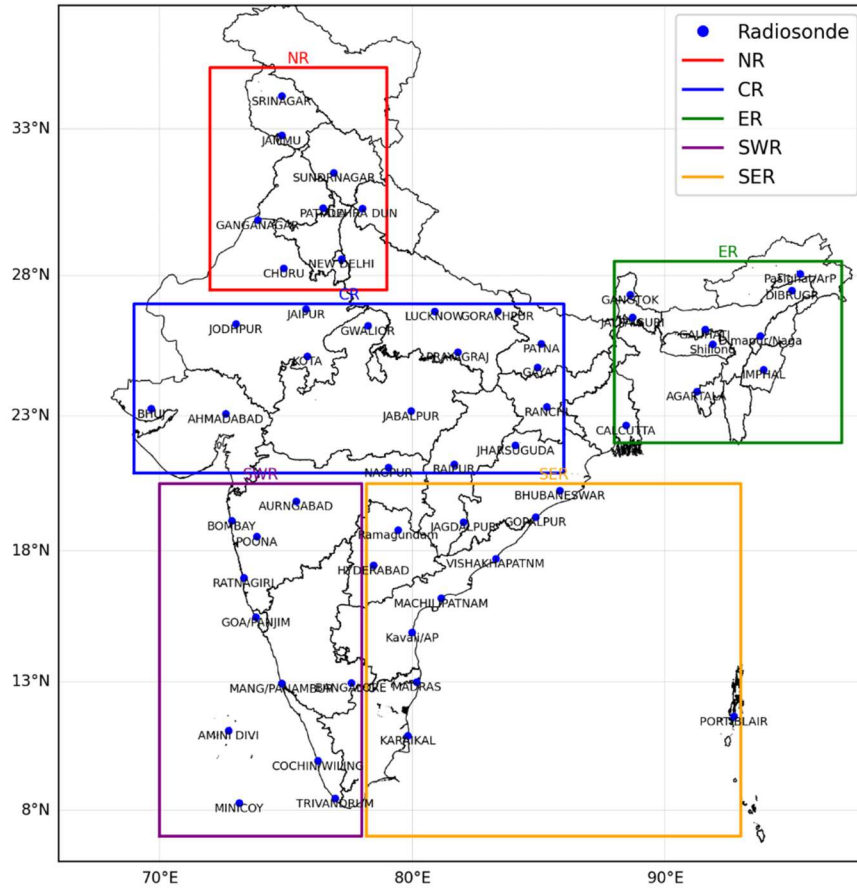 Radiosonde
NR
CR
ER
SWR
SER
NR
SRINAGAR
33°N
JAMMU
SUNDRNAGAR
PATIALA
DEHRA DUN
GANGANAGAR
NEW DELHI
CHURU
28°N
ER
Pasighat/ArP
DIBRUGR
GANGTOK
CR
JAIPUR
LUCKNOW
GORAKHPUR
JODHPUR
GWALIOR
JALPAIGURI
GAUHATI
Dimapur/Naga
Shillong
PATNA
KOTA
PRAYAGRAJ
GAYA
IMPHAL
AGARTALA
23°N
BHUJ
AHMADABAD
JABALPUR
RANCHI
CALCUTTA
JHARSUGUDA
NAGPUR
RAIPUR
SWR
SER
BHUBANESWAR
AURNGABAD
BOMBAY
POONA
Ramagundam
JAGDALPUR
GOPALPUR
18°N
HYDERABAD
VISHAKHAPATNM
RATNAGIRI
MACHILIPATNAM
GOA/PANJIM
Kavali/AP
13°N
MANG/PANAMBUR
BANGALORE
MADRAS
AMINI DIVI
KARAIKAL
PORT BLAIR
COCHIN/WILING
8°N
MINICOY
TRIVANDRUM
70°E
80°E
90°E